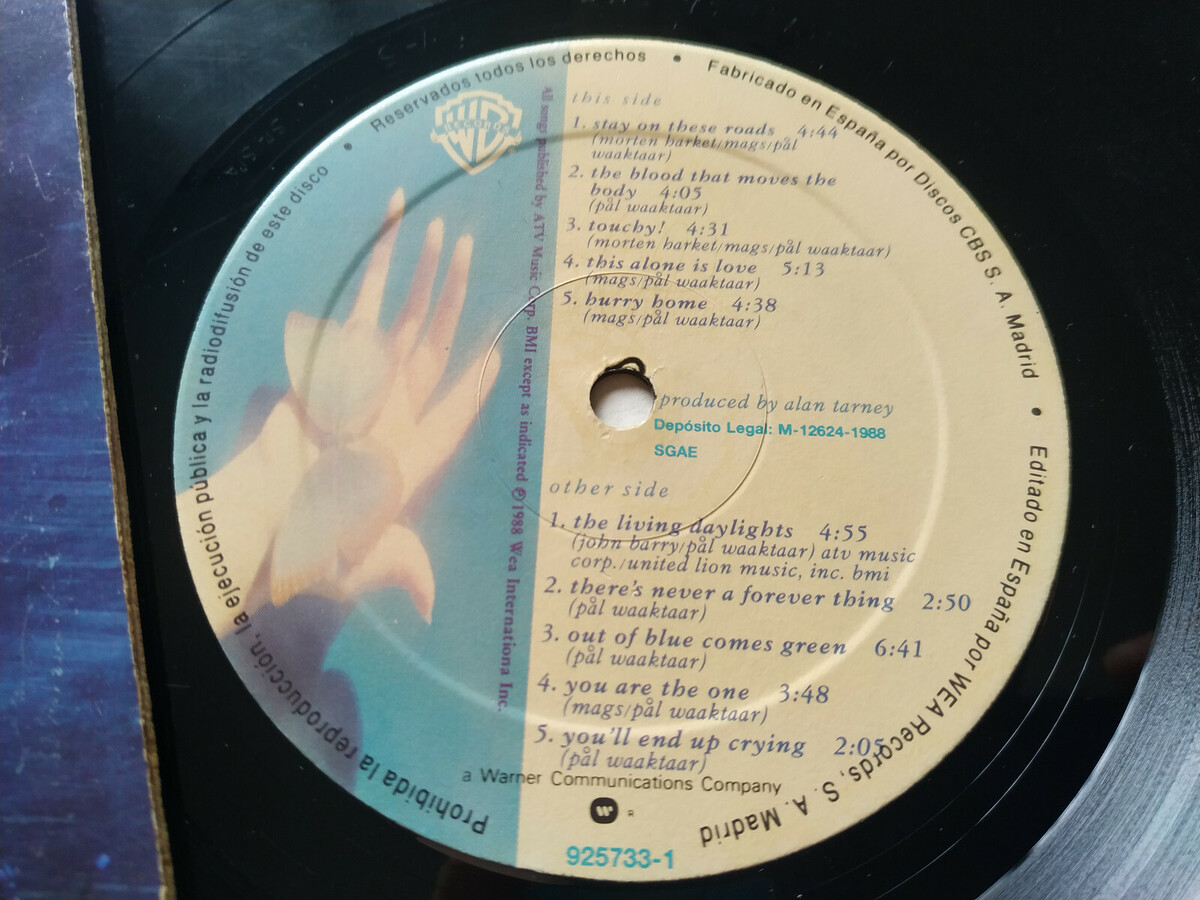 Reservados todos los derechos • Fabricado en España por Discos CBS S. A. Madrid • Editado en España por WEA Records, S. A. Madrid
Prohibida la reproducción, la ejecución pública y la radiodifusión de este disco •
WB
RECORDS
All songs published by ATV Music Corp. BMI except as indicated ℗1988 Wea Internationa Inc.
this side
1. stay on these roads 4:44
(morten harket/mags/pål
waaktaar)
2. the blood that moves the
body 4:05
(pål waaktaar)
3. touchy! 4:31
(morten harket/mags/pål waaktaar)
4. this alone is love 5:13
(mags/pål waaktaar)
5. hurry home 4:38
(mags/pål waaktaar)
produced by alan tarney
Depósito Legal: M-12624-1988
SGAE
other side
1. the living daylights 4:55
(john barry/pål waaktaar) atv music
corp./united lion music, inc. bmi
2. there's never a forever thing 2:50
(pål waaktaar)
3. out of blue comes green 6:41
(pål waaktaar)
4. you are the one 3:48
(mags/pål waaktaar)
5. you'll end up crying 2:05
(pål waaktaar)
a Warner Communications Company
W R
925733-1